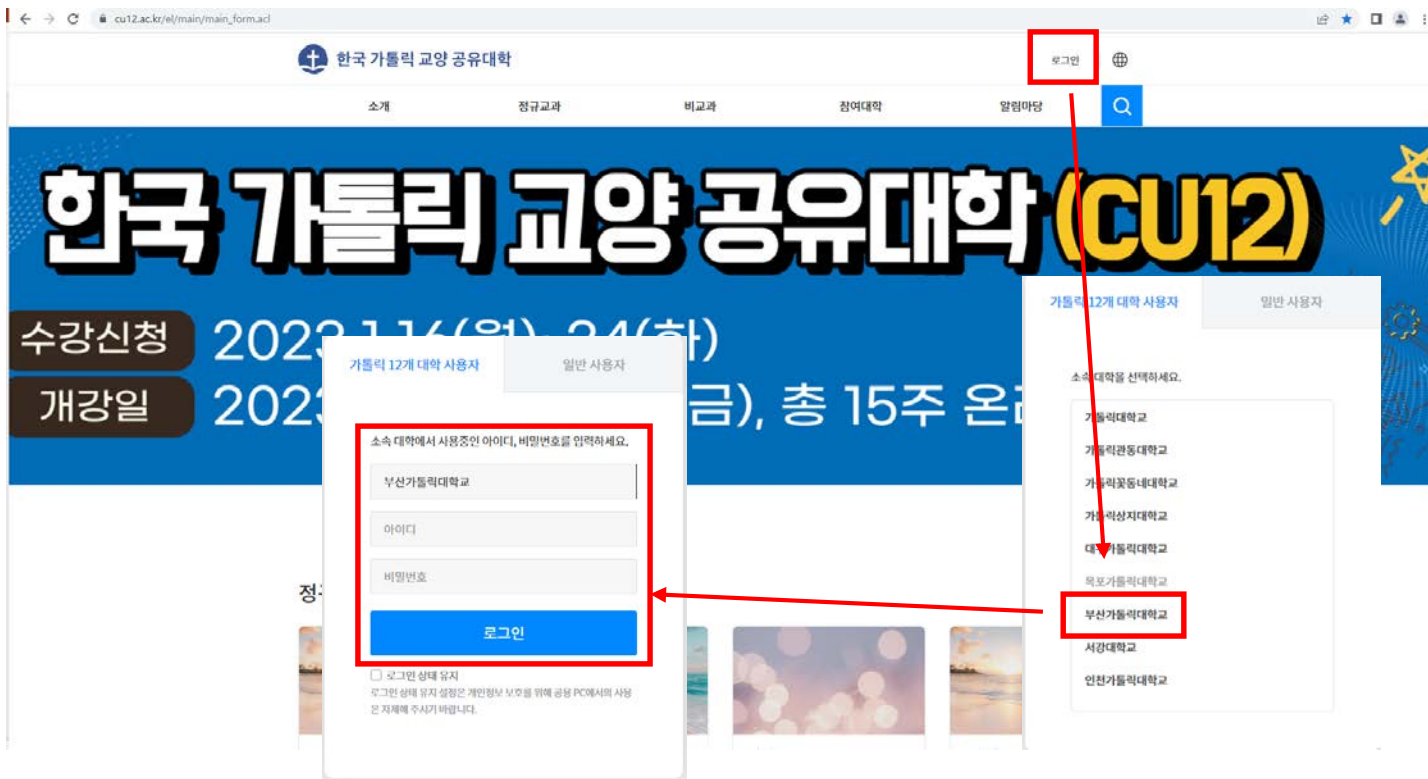 cu12.ac.kr/el/main/main_form.acl
한국 가톨릭 교양 공유대학
로그인
소개 정규교과 비교과 참여대학 알림마당
한국 가톨릭 교양 공유대학 (CU12)
수강신청 2023.1.16(월)-24(화)
개강일 202 금), 총 15주 온
가톨릭 12개 대학 사용자 일반 사용자
소속 대학에서 사용중인 아이디, 비밀번호를 입력하세요.
부산가톨릭대학교
아이디
비밀번호
로그인
로그인 상태 유지
로그인 상태 유지 설정은 개인정보 보호를 위해 공용 PC에서의 사용
은 자제해 주시기 바랍니다.
가톨릭 12개 대학 사용자 일반 사용자
소속 대학을 선택하세요.
가톨릭대학교
가톨릭관동대학교
가톨릭꽃동네대학교
가톨릭상지대학교
대구가톨릭대학교
목포가톨릭대학교
부산가톨릭대학교
서강대학교
인천가톨릭대학교
정